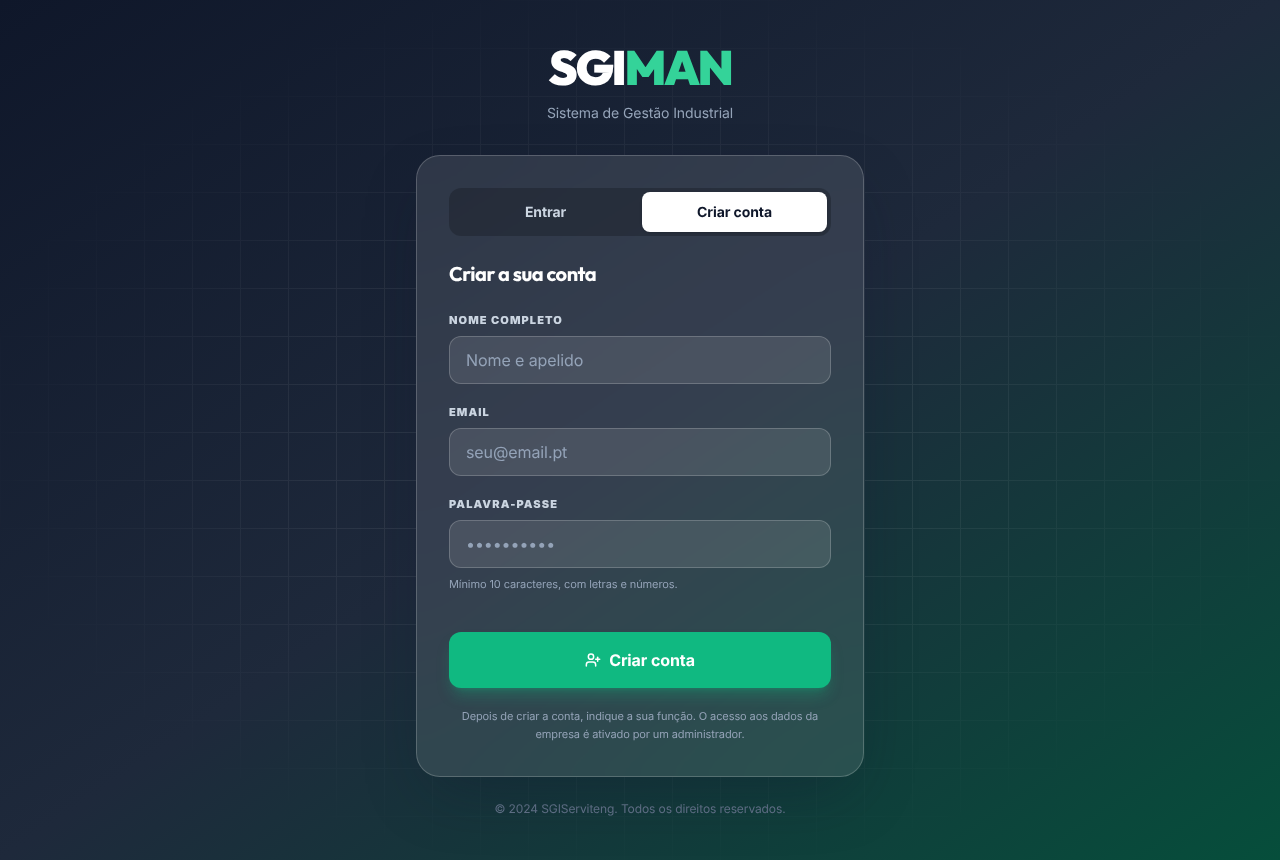 SGIMAN
Sistema de Gestão Industrial
Entrar
Criar conta
Criar a sua conta
NOME COMPLETO
Nome e apelido
EMAIL
seu@email.pt
PALAVRA-PASSE
••••••••••
Mínimo 10 caracteres, com letras e números.
Criar conta
Depois de criar a conta, indique a sua função. O acesso aos dados da
empresa é ativado por um administrador.
© 2024 SGIServiteng. Todos os direitos reservados.